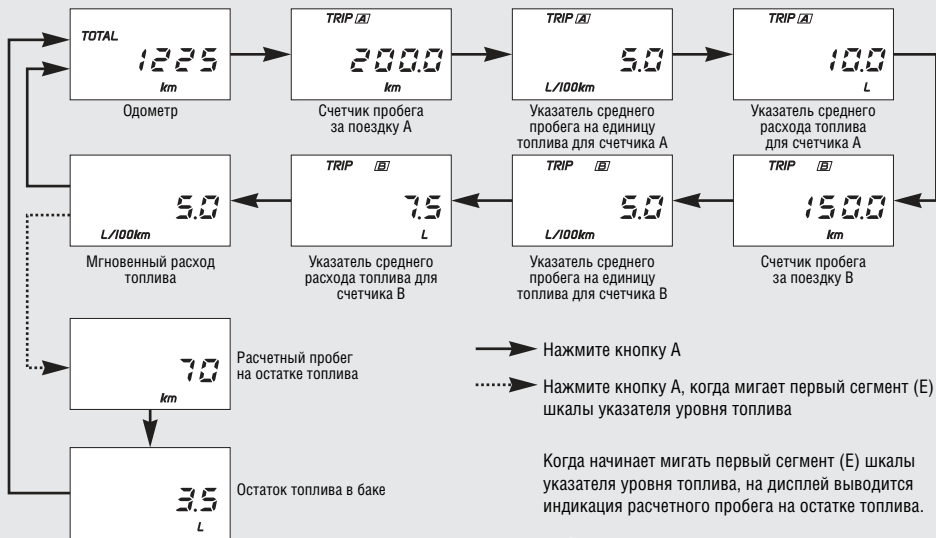 TOTAL
1225
km
Одометр
TRIP A
200.0
km
Счетчик пробега
за поездку А
TRIP A
5.0
L/100km
Указатель среднего
пробега на единицу
топлива для счетчика А
TRIP A
10.0
L
Указатель среднего
расхода топлива
для счетчика А
5.0
L/100km
Мгновенный расход
топлива
TRIP B
7.5
L
Указатель среднего
расхода топлива для
счетчика В
TRIP B
5.0
L/100km
Указатель среднего
пробега на единицу
топлива для счетчика В
TRIP B
150.0
km
Счетчик пробега
за поездку В
70
km
Расчетный пробег
на остатке топлива
3.5
L
Остаток топлива в баке
Нажмите кнопку А
Нажмите кнопку А, когда мигает первый сегмент (Е)
шкалы указателя уровня топлива
Когда начинает мигать первый сегмент (Е) шкалы
указателя уровня топлива, на дисплей выводится
индикация расчетного пробега на остатке топлива.